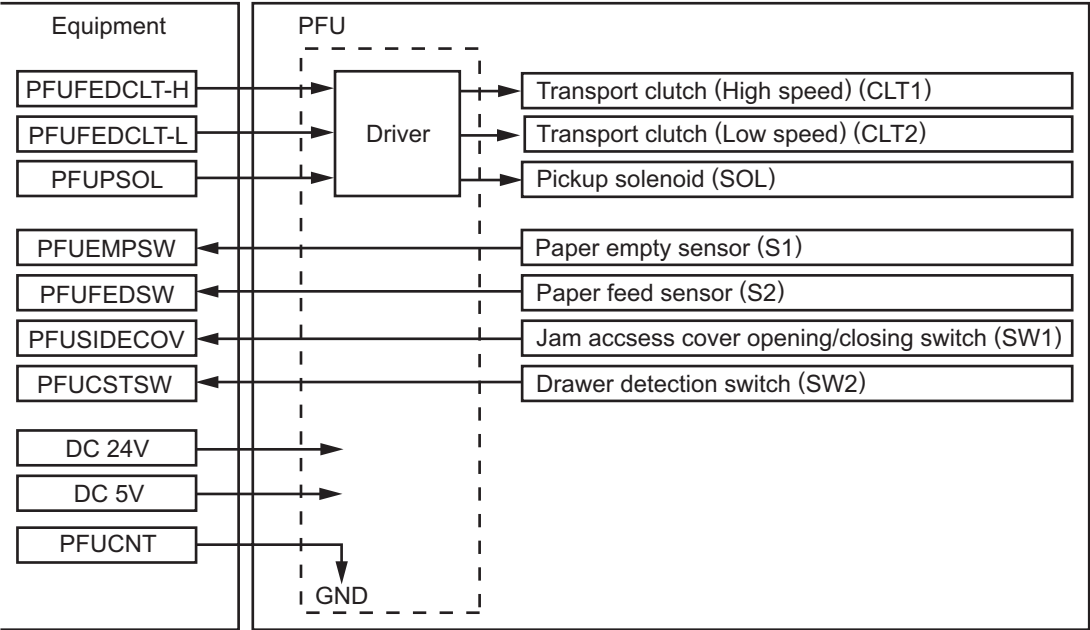 Equipment
PFU
PFUFEDCLT-H
Transport clutch (High speed) (CLT1)
PFUFEDCLT-L
Driver
Transport clutch (Low speed) (CLT2)
PFUPSOL
Pickup solenoid (SOL)
PFUEMPSW
Paper empty sensor (S1)
PFUFEDSW
Paper feed sensor (S2)
PFUSIDECOV
Jam accsess cover opening/closing switch (SW1)
PFUCSTSW
Drawer detection switch (SW2)
DC 24V
DC 5V
PFUCNT
GND